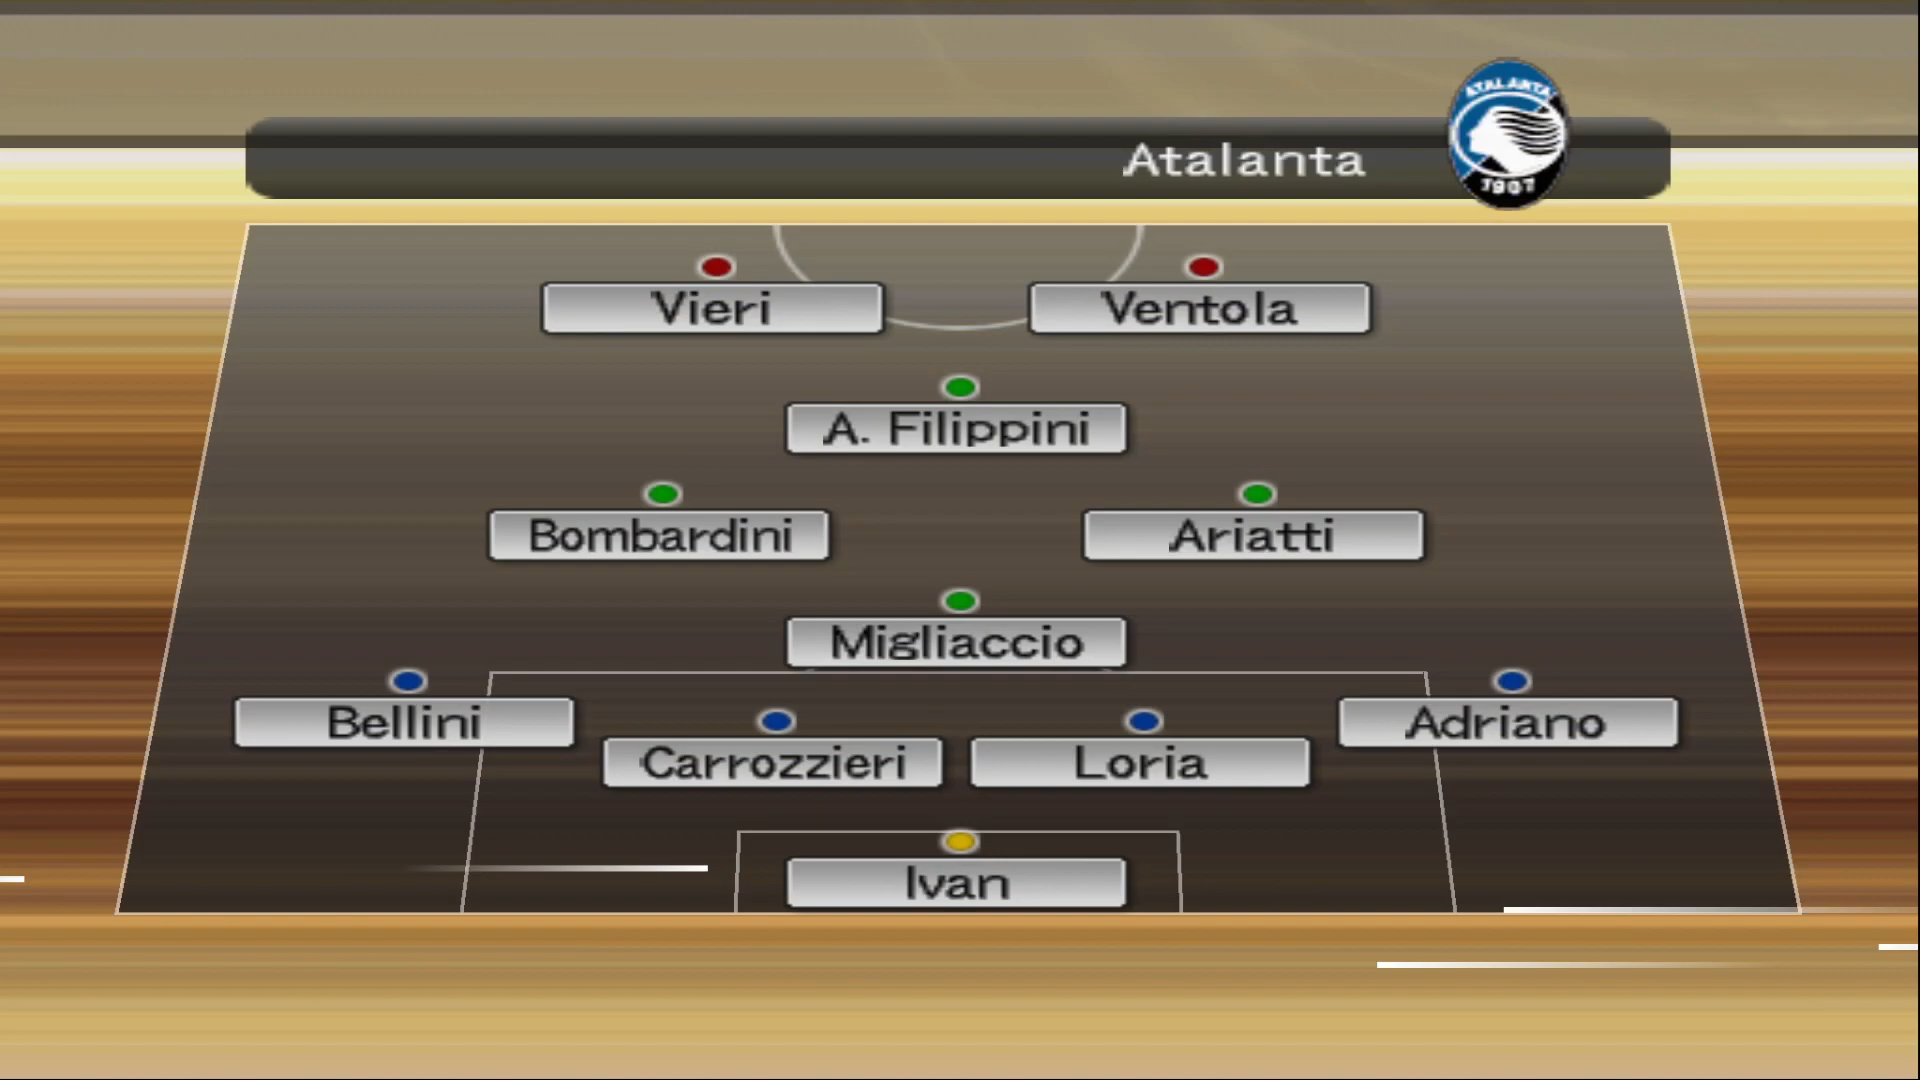 Atalanta
ATALANTA
1907
Vieri
Ventola
A. Filippini
Bombardini
Ariatti
Migliaccio
Bellini
Adriano
Carrozzieri
Loria
Ivan